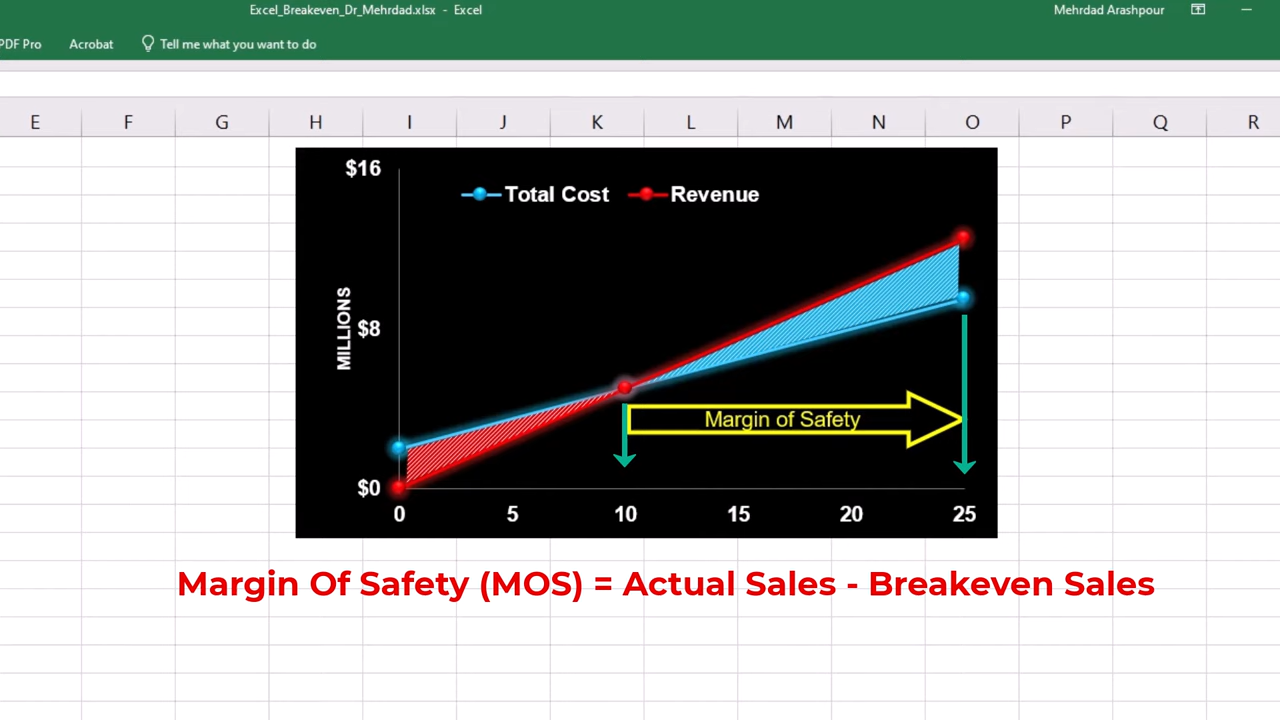 Excel_Breakeven_Dr_Mehrdad.xlsx - Excel
Mehrdad Arashpour
PDF Pro
Acrobat
Tell me what you want to do
E F G H I J K L M N O P Q R
$16
Total Cost
Revenue
MILLIONS
$8
Margin of Safety
$0
0 5 10 15 20 25
Margin Of Safety (MOS) = Actual Sales - Breakeven Sales